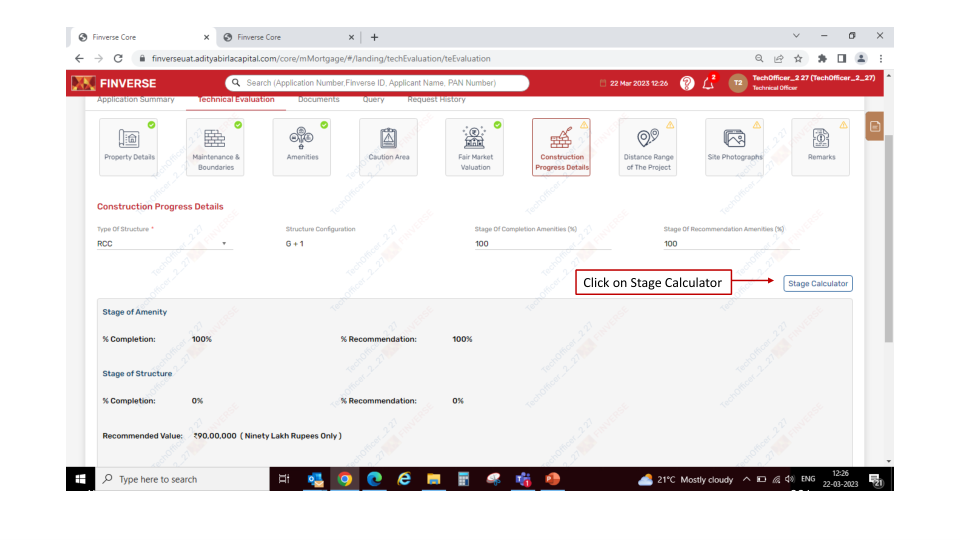 Finverse Core
Finverse Core
finverseuat.adityabirlacapital.com/core/mMortgage/#/landing/techEvaluation/teEvaluation
FINVERSE
Search (Application Number,Finverse ID, Applicant Name, PAN Number)
22 Mar 2023 12:26
2
T2
TechOfficer_2 27 (TechOfficer_2_27)
Technical Officer
Application Summary
Technical Evaluation
Documents
Query
Request History
Property Details
Maintenance &
Boundaries
Amenities
Caution Area
Fair Market
Valuation
Construction
Progress Details
Distance Range
of The Project
Site Photographs
Remarks
Construction Progress Details
Type Of Structure *
Structure Configuration
Stage Of Completion Amenities (%)
Stage Of Recommendation Amenities (%)
RCC
G + 1
100
100
Click on Stage Calculator
Stage Calculator
Stage of Amenity
% Completion: 100% % Recommendation: 100%
Stage of Structure
% Completion: 0% % Recommendation: 0%
Recommended Value: ₹90,00,000 ( Ninety Lakh Rupees Only )
Type here to search
21°C Mostly cloudy
ENG
12:26
22-03-2023
21